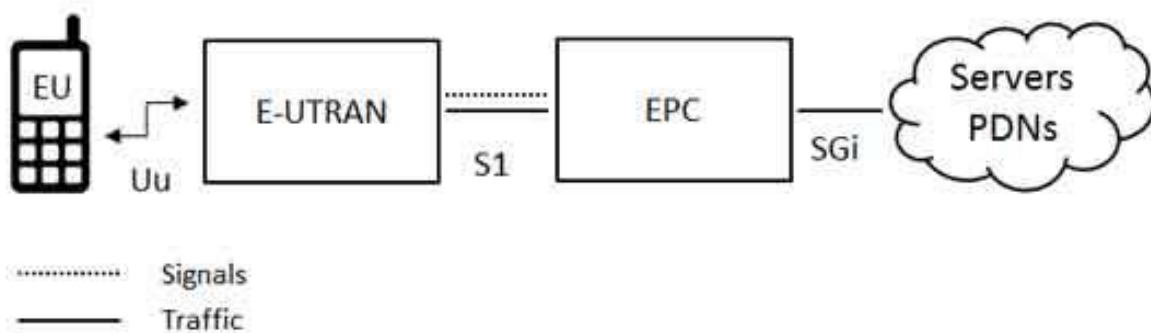 EU
E-UTRAN
EPC
Servers
PDNs
Uu
S1
SGi
Signals
Traffic